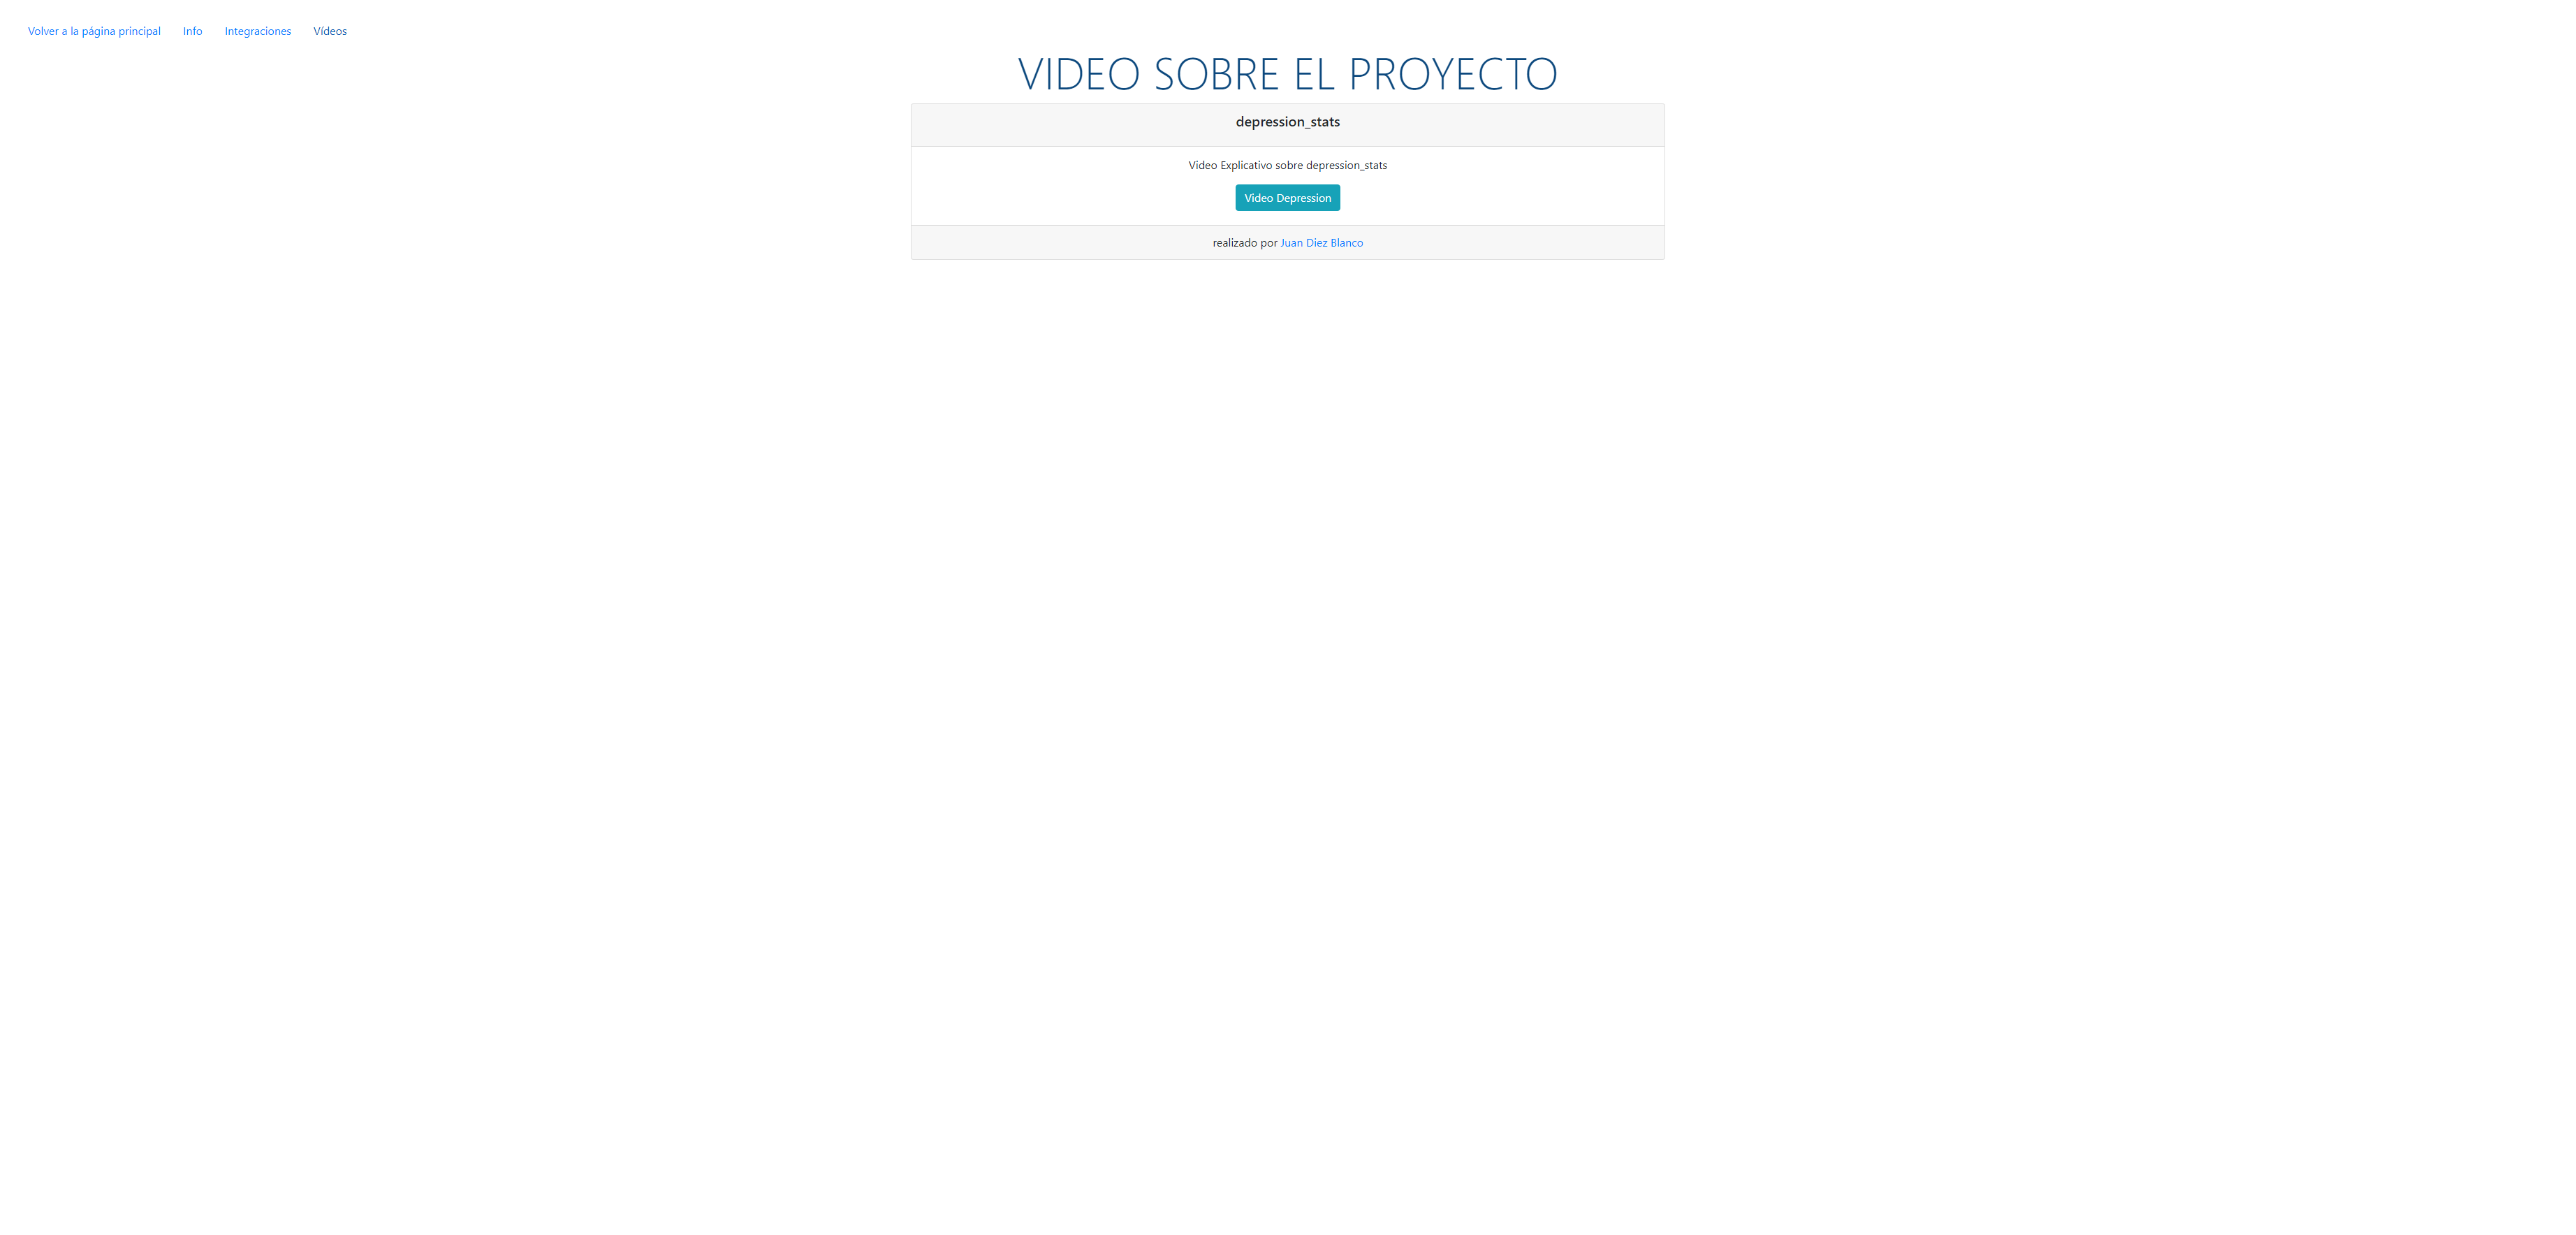 Volver a la página principal Info Integraciones Vídeos
VIDEO SOBRE EL PROYECTO
depression_stats
Video Explicativo sobre depression_stats
Video Depression
realizado por Juan Diez Blanco